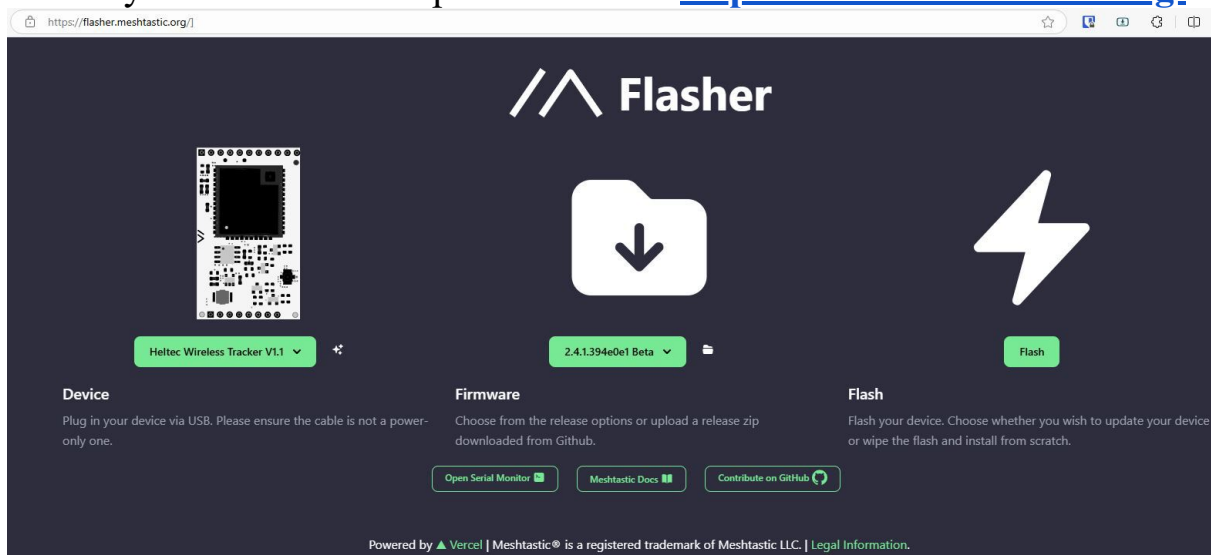 https://flasher.meshtastic.org/]
Flasher
Heltec Wireless Tracker V1.1
2.4.1.394e0e1 Beta
Flash
Device
Plug in your device via USB. Please ensure the cable is not a power-
only one.
Firmware
Choose from the release options or upload a release zip
downloaded from Github.
Flash
Flash your device. Choose whether you wish to update your device
or wipe the flash and install from scratch.
Open Serial Monitor
Meshtastic Docs
Contribute on GitHub
Powered by ▲ Vercel | Meshtastic® is a registered trademark of Meshtastic LLC. | Legal Information.